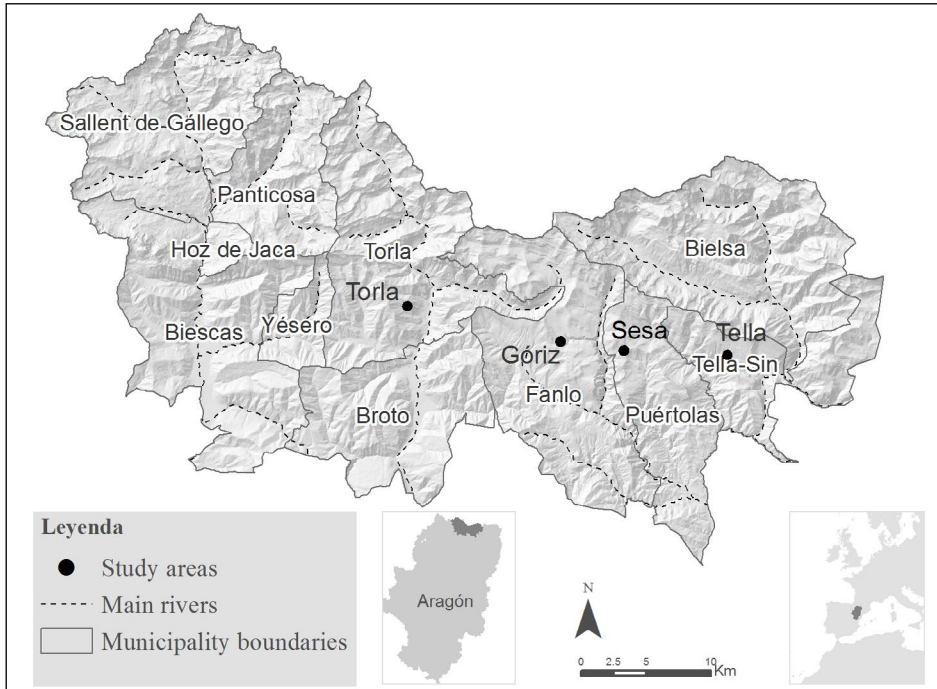 Sallent de Gállego
Panticosa
Hoz de Jaca
Torla
Bielsa
Torla
Biescas
Yésero
Sesa
Tella
Góriz
Tella-Sin
Fanlo
Broto
Puértolas
Leyenda
Study areas
Main rivers
Municipality boundaries
Aragón
N
0 2.5 5 10
Km